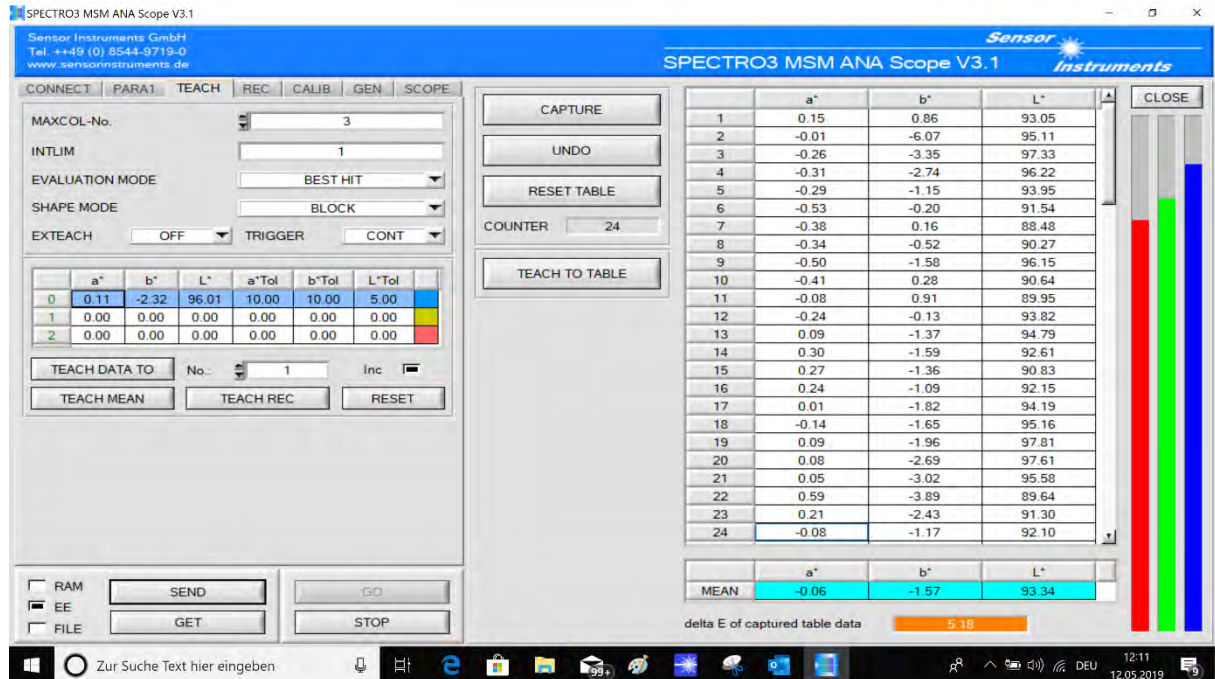 SPECTRO3 MSM ANA Scope V3.1
Sensor Instruments GmbH
Tel. ++49 (0) 8544-9719-0
www.sensorinstruments.de
SPECTRO3 MSM ANA Scope V3.1
Sensor
Instruments
CONNECT PARA1 TEACH REC CALIB GEN SCOPE
MAXCOL-No. 3
INTLIM 1
EVALUATION MODE BEST HIT
SHAPE MODE BLOCK
EXTEACH OFF TRIGGER CONT
a* b* L* a*Tol b*Tol L*Tol
0 0.11 -2.32 96.01 10.00 10.00 5.00
1 0.00 0.00 0.00 0.00 0.00 0.00
2 0.00 0.00 0.00 0.00 0.00 0.00
TEACH DATA TO No.: 1 Inc
TEACH MEAN TEACH REC RESET
RAM
EE
FILE
SEND
GET
GO
STOP
CAPTURE
UNDO
RESET TABLE
COUNTER 24
TEACH TO TABLE
a* b* L*
1 0.15 0.86 93.05
2 -0.01 -6.07 95.11
3 -0.26 -3.35 97.33
4 -0.31 -2.74 96.22
5 -0.29 -1.15 93.95
6 -0.53 -0.20 91.54
7 -0.38 0.16 88.48
8 -0.34 -0.52 90.27
9 -0.50 -1.58 96.15
10 -0.41 0.28 90.64
11 -0.08 0.91 89.95
12 -0.24 -0.13 93.82
13 0.09 -1.37 94.79
14 0.30 -1.59 92.61
15 0.27 -1.36 90.83
16 0.24 -1.09 92.15
17 0.01 -1.82 94.19
18 -0.14 -1.65 95.16
19 0.09 -1.96 97.81
20 0.08 -2.69 97.61
21 0.05 -3.02 95.58
22 0.59 -3.89 89.64
23 0.21 -2.43 91.30
24 -0.08 -1.17 92.10
a* b* L*
MEAN -0.06 -1.57 93.34
delta E of captured table data 5.18
CLOSE
Zur Suche Text hier eingeben
99+
DEU
12:11
12.05.2019
9